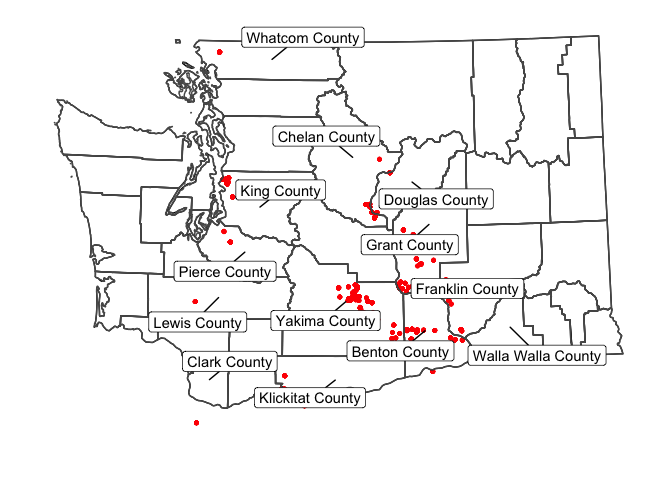 Whatcom County
Chelan County
King County
Douglas County
Grant County
Pierce County
Franklin County
Lewis County
Yakima County
Benton County
Walla Walla County
Clark County
Klickitat County